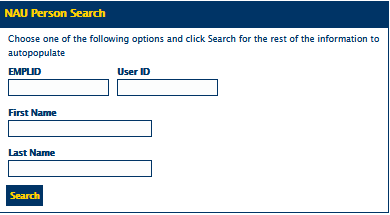 NAU Person Search
Choose one of the following options and click Search for the rest of the information to
autopopulate
EMPLID User ID
First Name
Last Name
Search